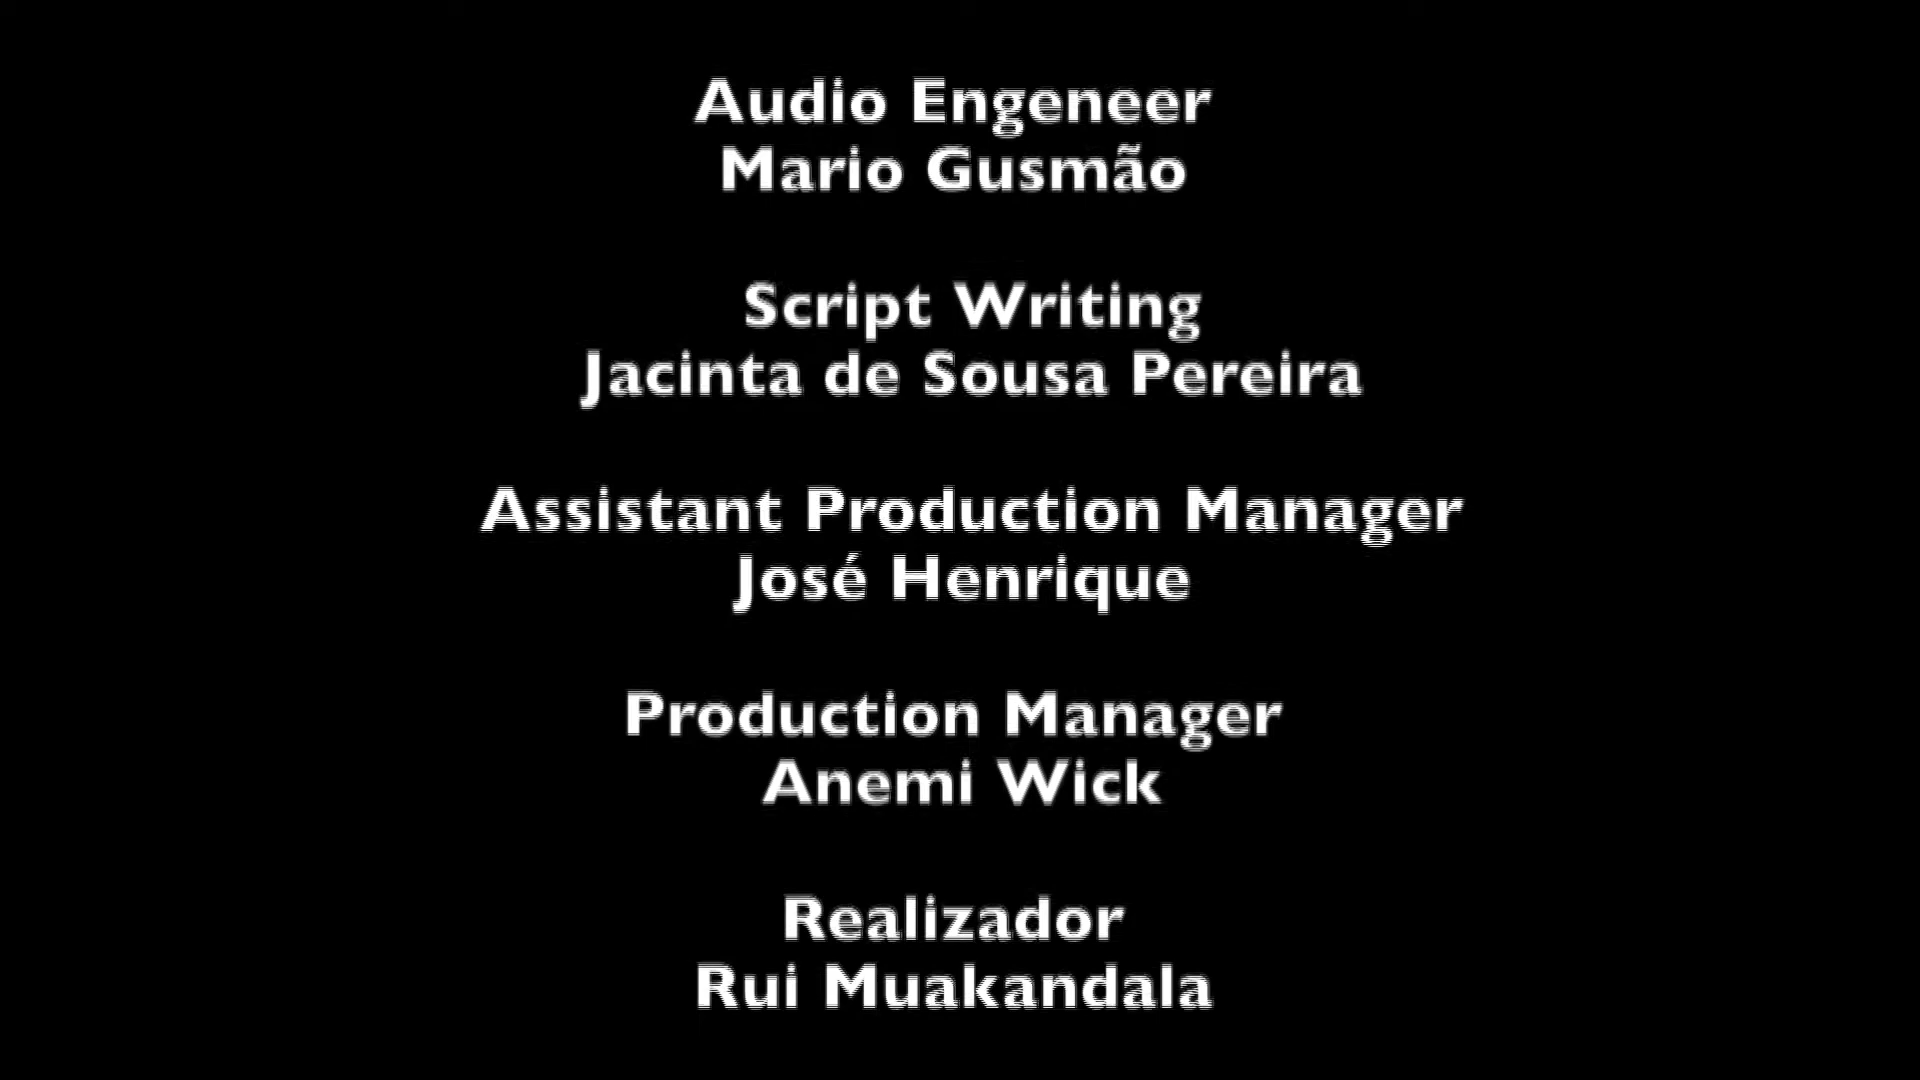 Audio Engeneer
Mario Gusmão
Script Writing
Jacinta de Sousa Pereira
Assistant Production Manager
José Henrique
Production Manager
Anemi Wick
Realizador
Rui Muakandala